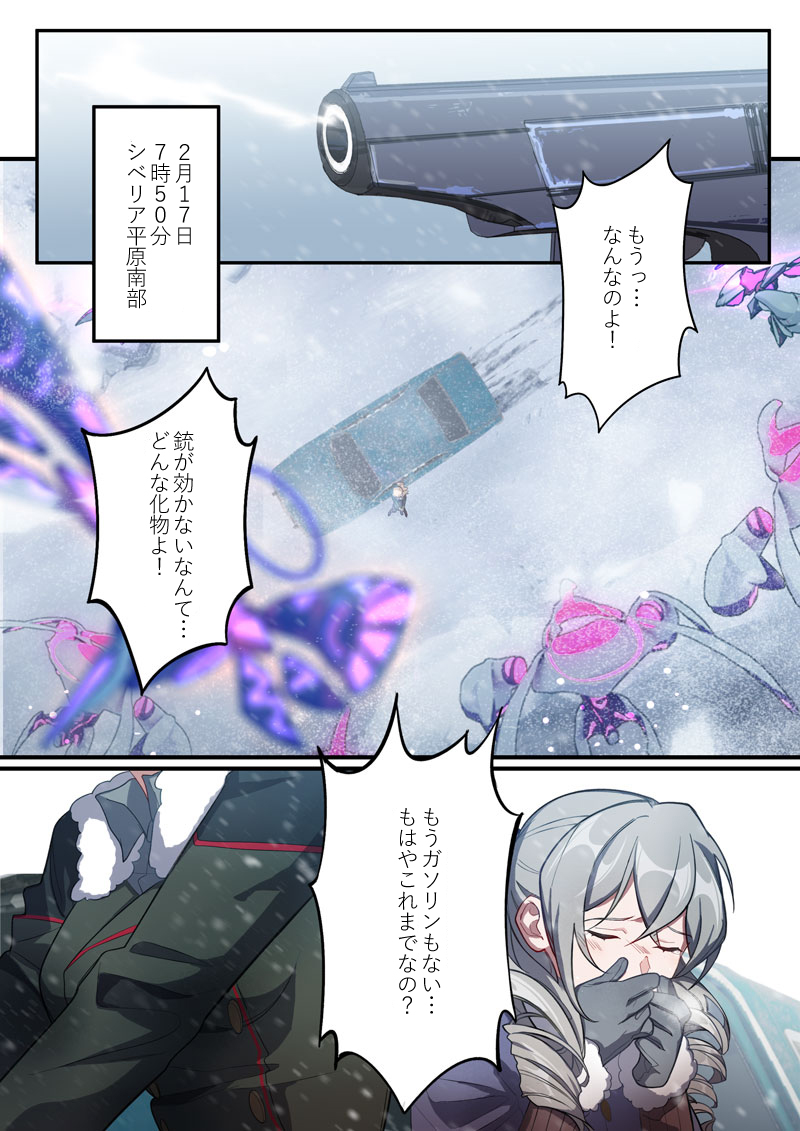 もうっ…
なんなのよ！
２月１７日
７時５０分
シベリア平原南部
銃が効かないなんて…
どんな化物よ！
もうガソリンもない…
もはやこれまでなの？